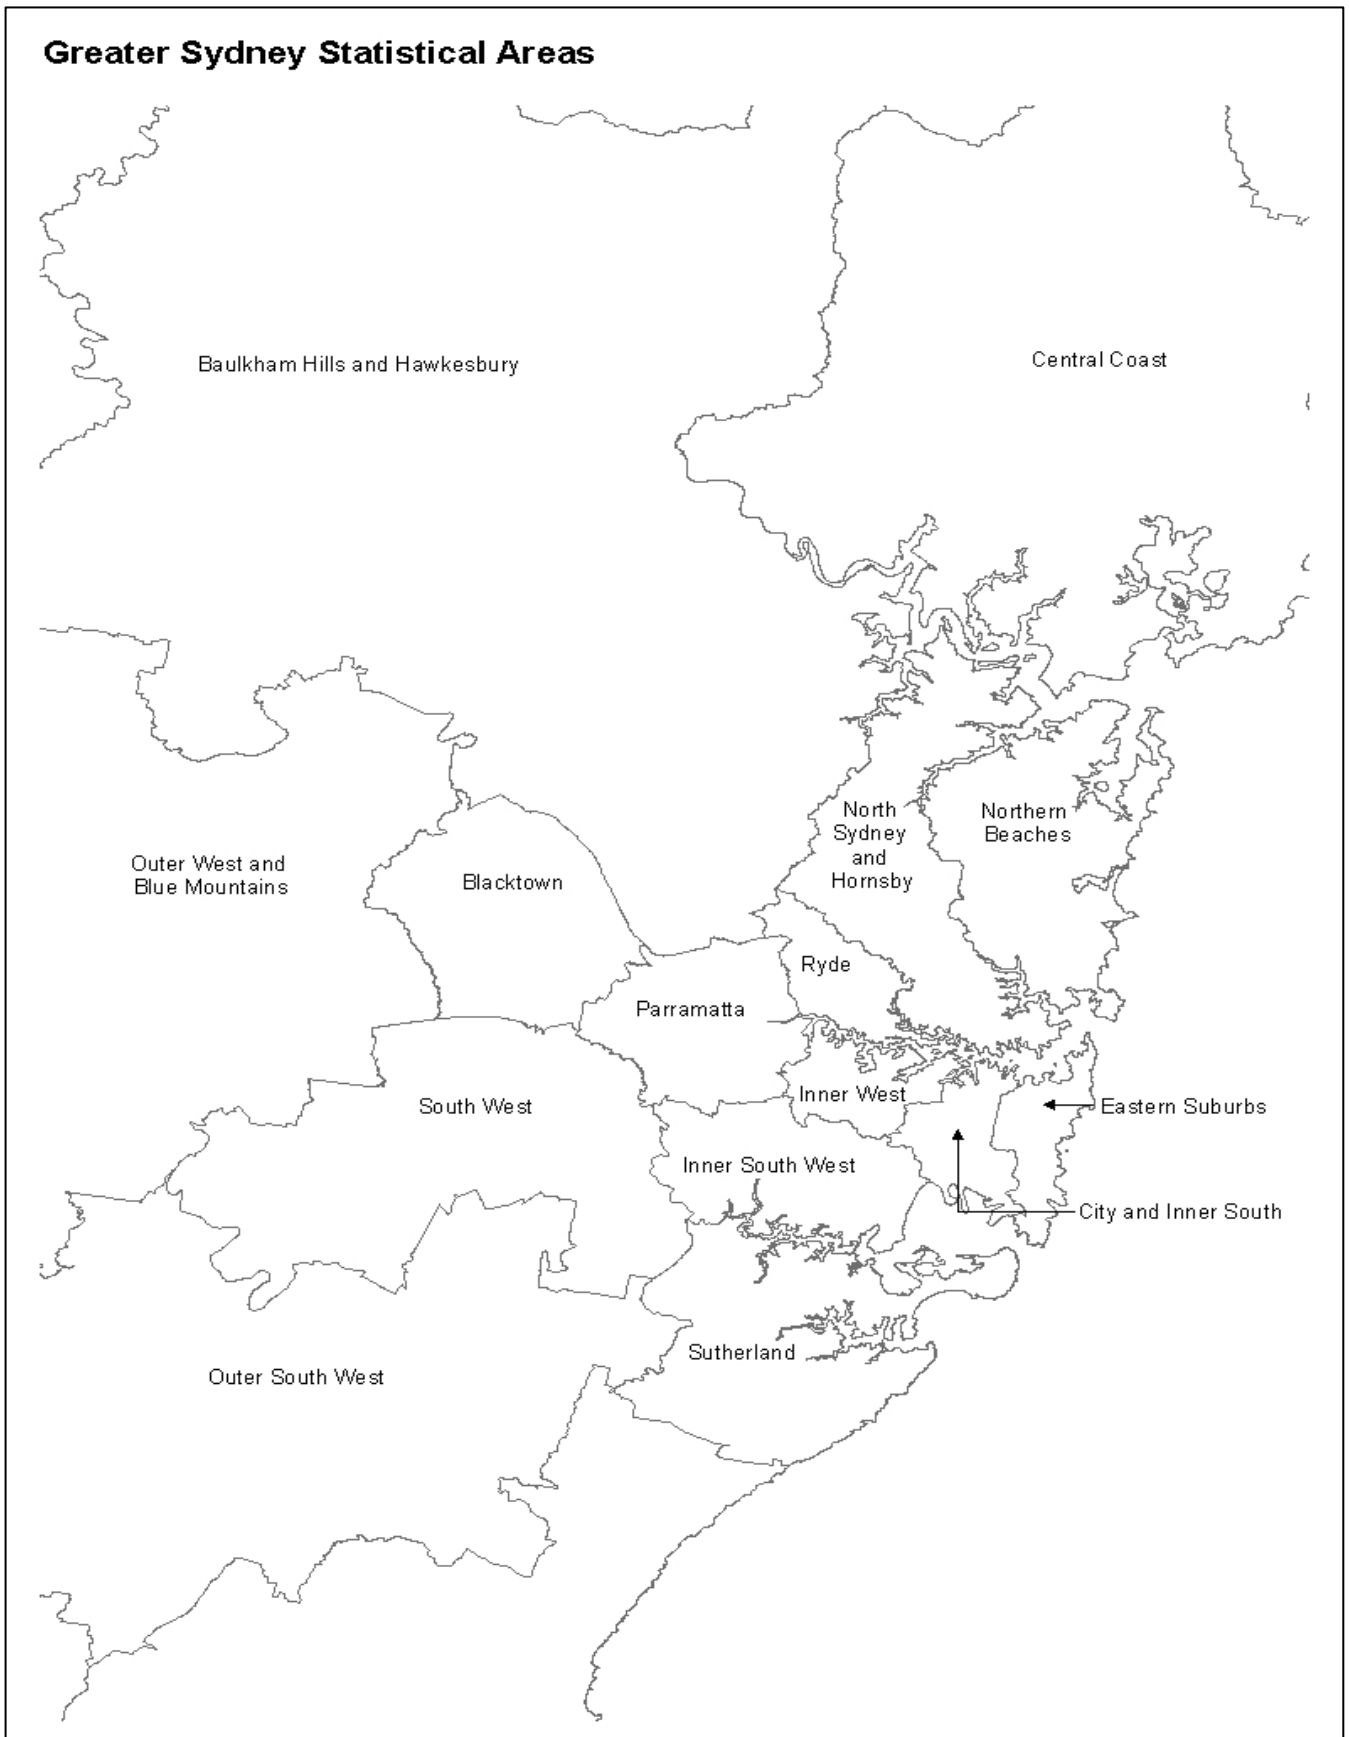 Greater Sydney Statistical Areas
Baulkham Hills and Hawkesbury
Central Coast
North
Sydney
and
Hornsby
Northern
Beaches
Outer West and
Blue Mountains
Blacktown
Ryde
Parramatta
Inner West
South West
Eastern Suburbs
Inner South West
City and Inner South
Sutherland
Outer South West